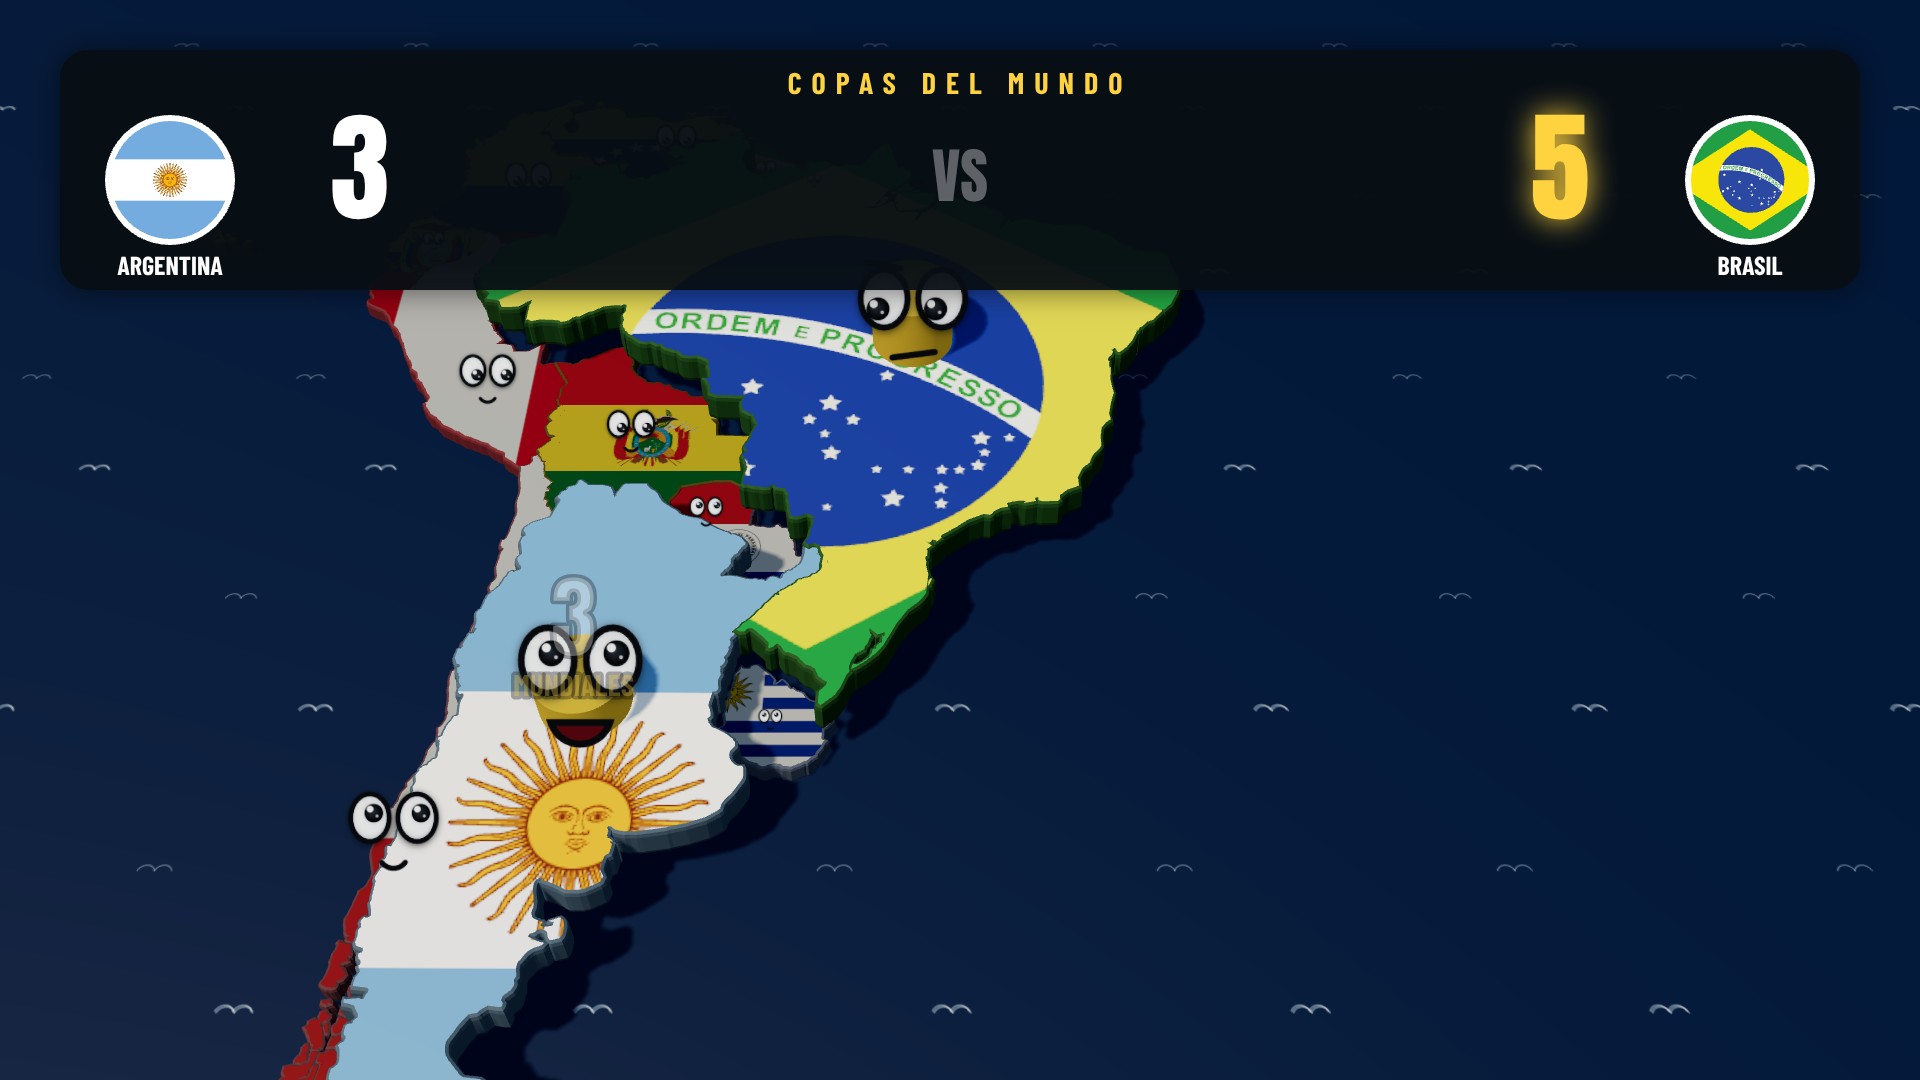 COPAS DEL MUNDO
3
VS
5
ARGENTINA
BRASIL
ORDEM E PROGRESSO
3
MUNDIALES